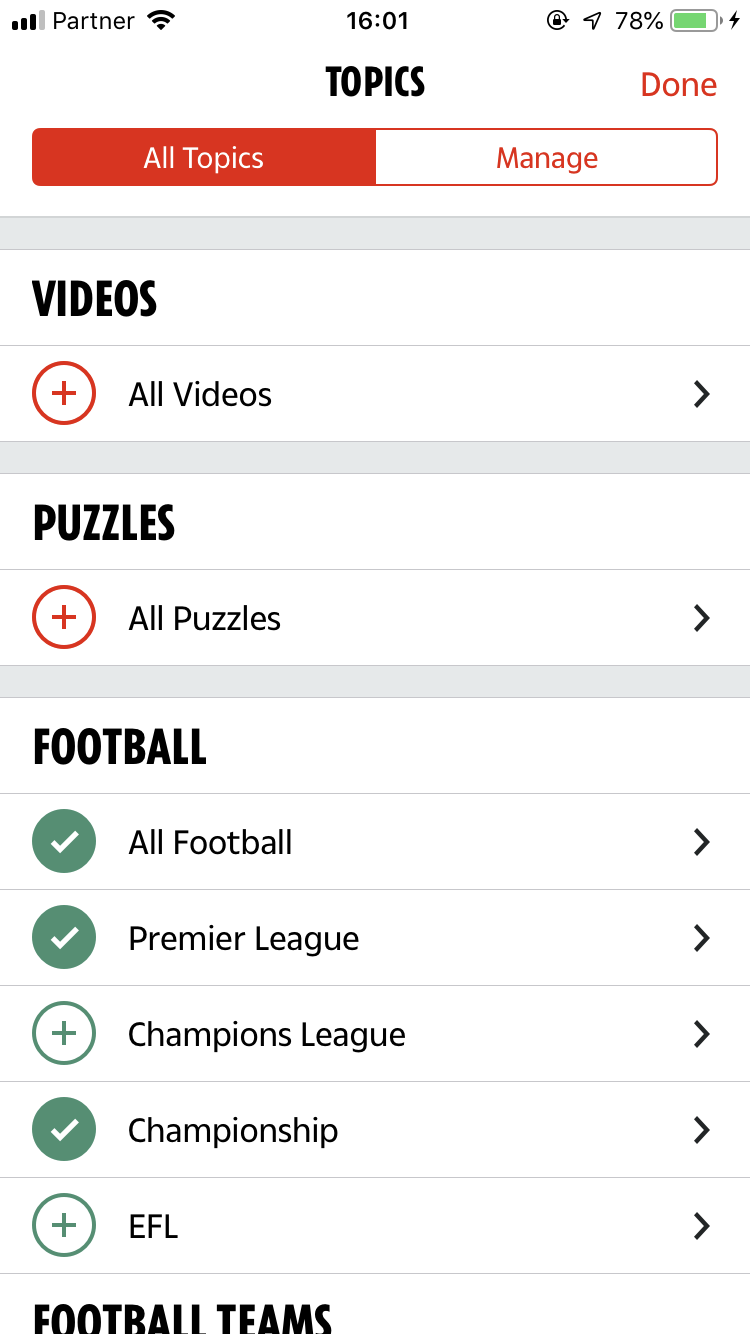 Partner 16:01 78%
TOPICS Done
All Topics Manage
VIDEOS
All Videos
PUZZLES
All Puzzles
FOOTBALL
All Football
Premier League
Champions League
Championship
EFL
FOOTBALL TEAMS